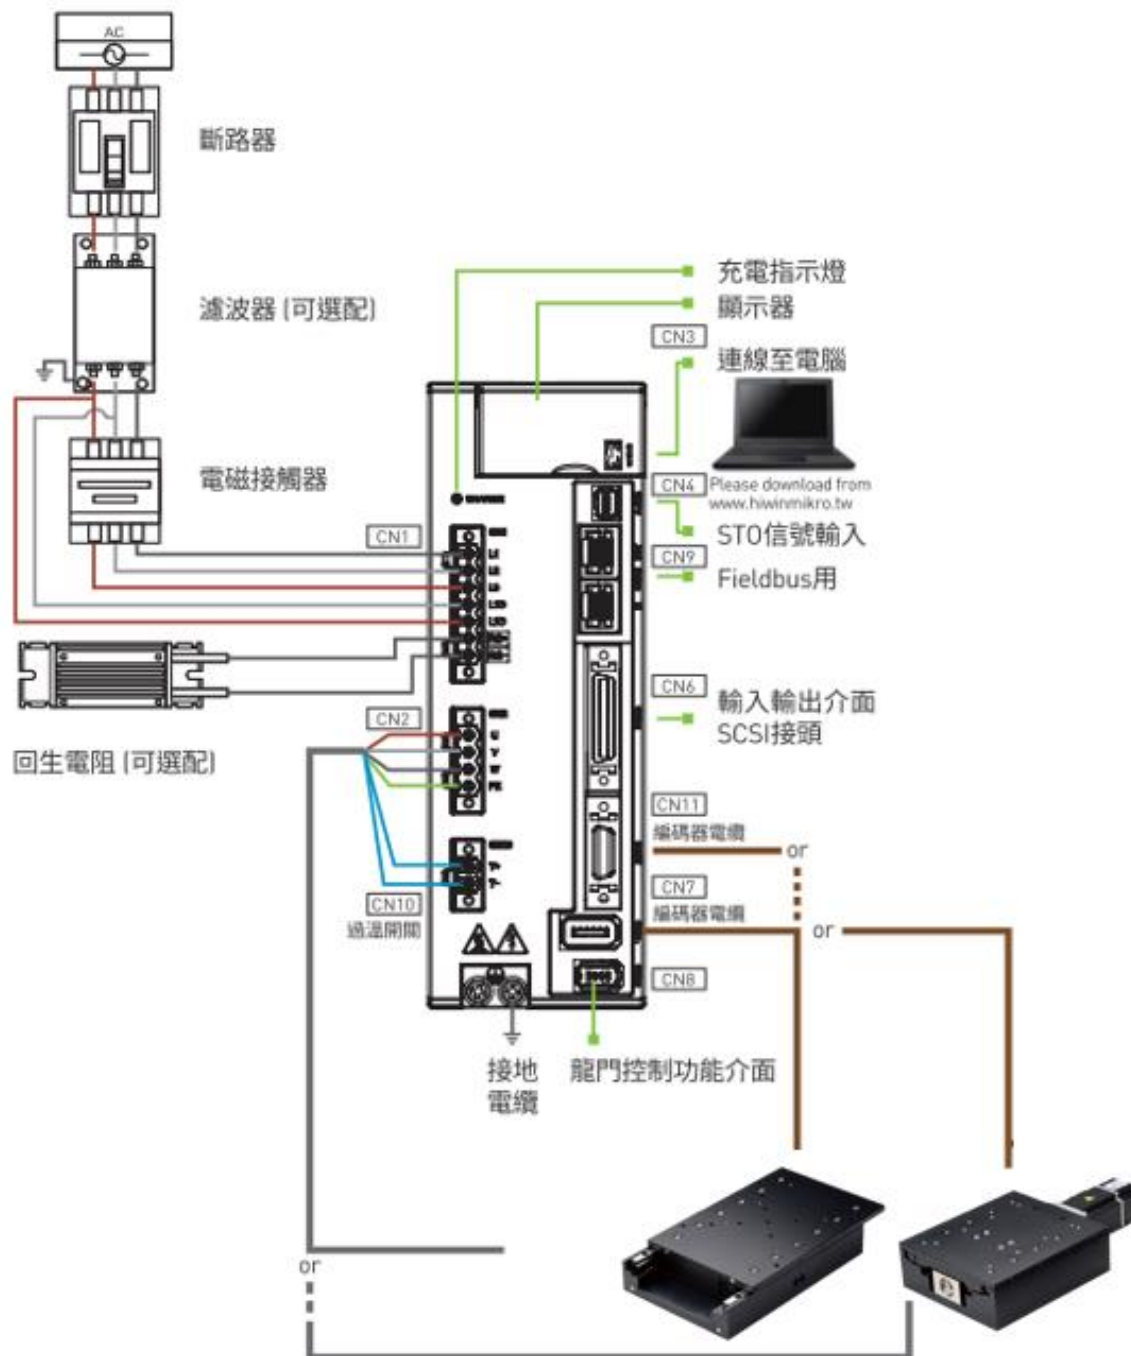 AC
斷路器
濾波器 (可選配)
電磁接觸器
回生電阻 (可選配)
充電指示燈
顯示器
CN3
連線至電腦
CN4
Please download from
www.hiwinmikro.tw
STO信號輸入
CN9
Fieldbus用
CN6
輸入輸出介面
SCSI接頭
CN11
編碼器電纜
or
CN7
編碼器電纜
or
CN8
CN1
L1
L2
L3
CN2
U
V
W
PE
CN10
過溫開關
接地
電纜
龍門控制功能介面
or